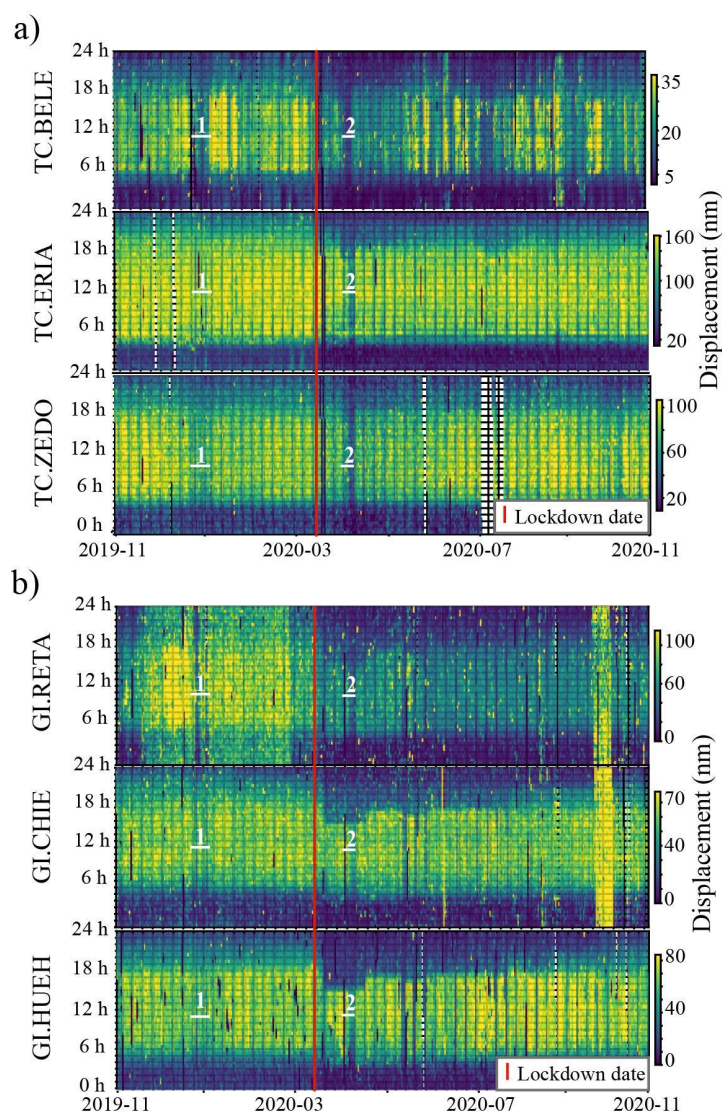 a)
TC.BELE
24 h
18 h
12 h
6 h
1
2
35
20
5
TC.ERIA
24 h
18 h
12 h
6 h
1
2
160
100
20
Displacement (nm)
TC.ZEDO
24 h
18 h
12 h
6 h
0 h
1
2
100
60
20
Lockdown date
2019-11
2020-03
2020-07
2020-11
b)
GI.RETA
24 h
18 h
12 h
6 h
1
2
100
60
0
GI.CHIE
24 h
18 h
12 h
6 h
1
2
70
40
0
Displacement (nm)
GI.HUEH
24 h
18 h
12 h
6 h
0 h
1
2
80
40
0
Lockdown date
2019-11
2020-03
2020-07
2020-11